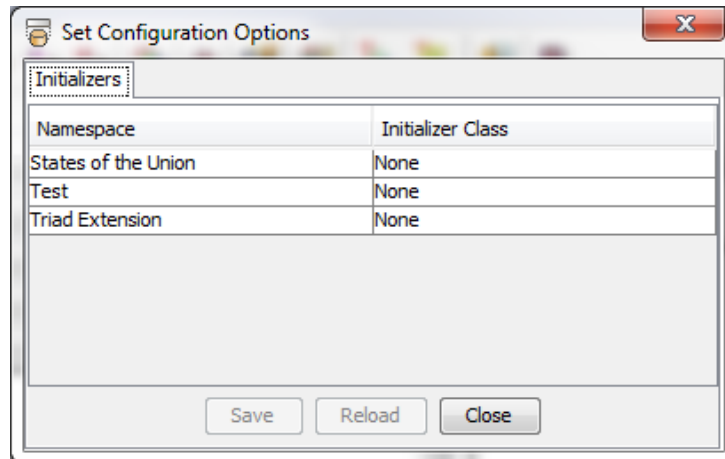 Set Configuration Options
Initializers
Namespace Initializer Class
States of the Union None
Test None
Triad Extension None
Save Reload Close